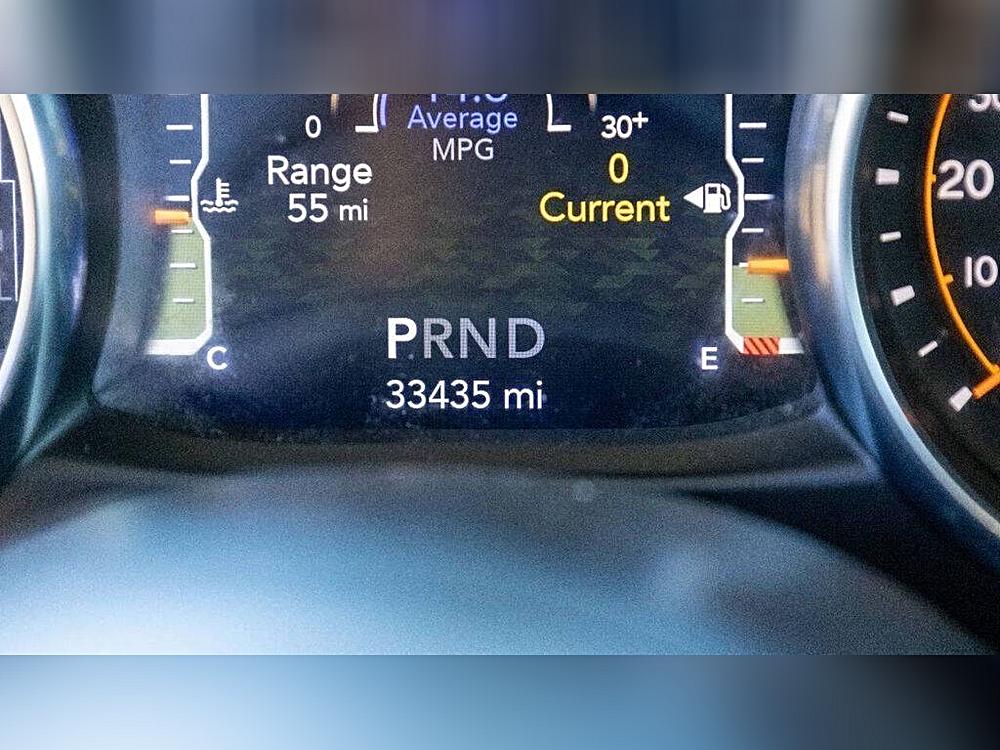 0
Average
30+
MPG
Range
55 mi
0
Current
20
10
PRND
C
E
33435 mi